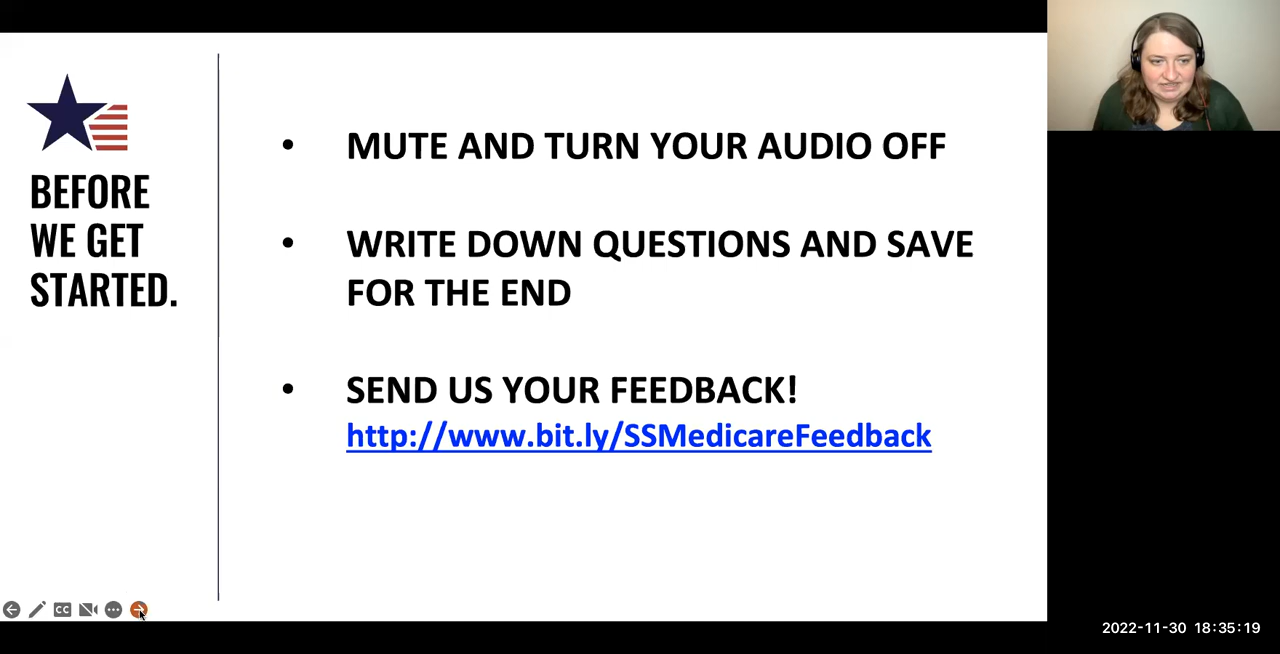 BEFORE
WE GET
STARTED.
• MUTE AND TURN YOUR AUDIO OFF
• WRITE DOWN QUESTIONS AND SAVE
FOR THE END
• SEND US YOUR FEEDBACK!
http://www.bit.ly/SSMedicareFeedback
CC
2022-11-30 18:35:19